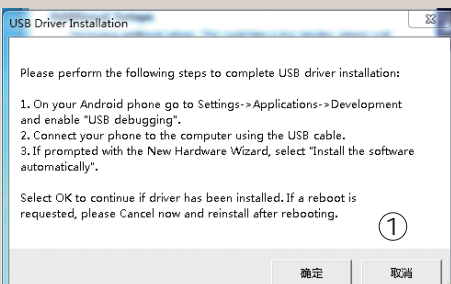 USB Driver Installation
Please perform the following steps to complete USB driver installation:
1. On your Android phone go to Settings->Applications->Development
and enable "USB debugging".
2. Connect your phone to the computer using the USB cable.
3. If prompted with the New Hardware Wizard, select "Install the software
automatically".
Select OK to continue if driver has been installed. If a reboot is
requested, please Cancel now and reinstall after rebooting.
①
确定 取消